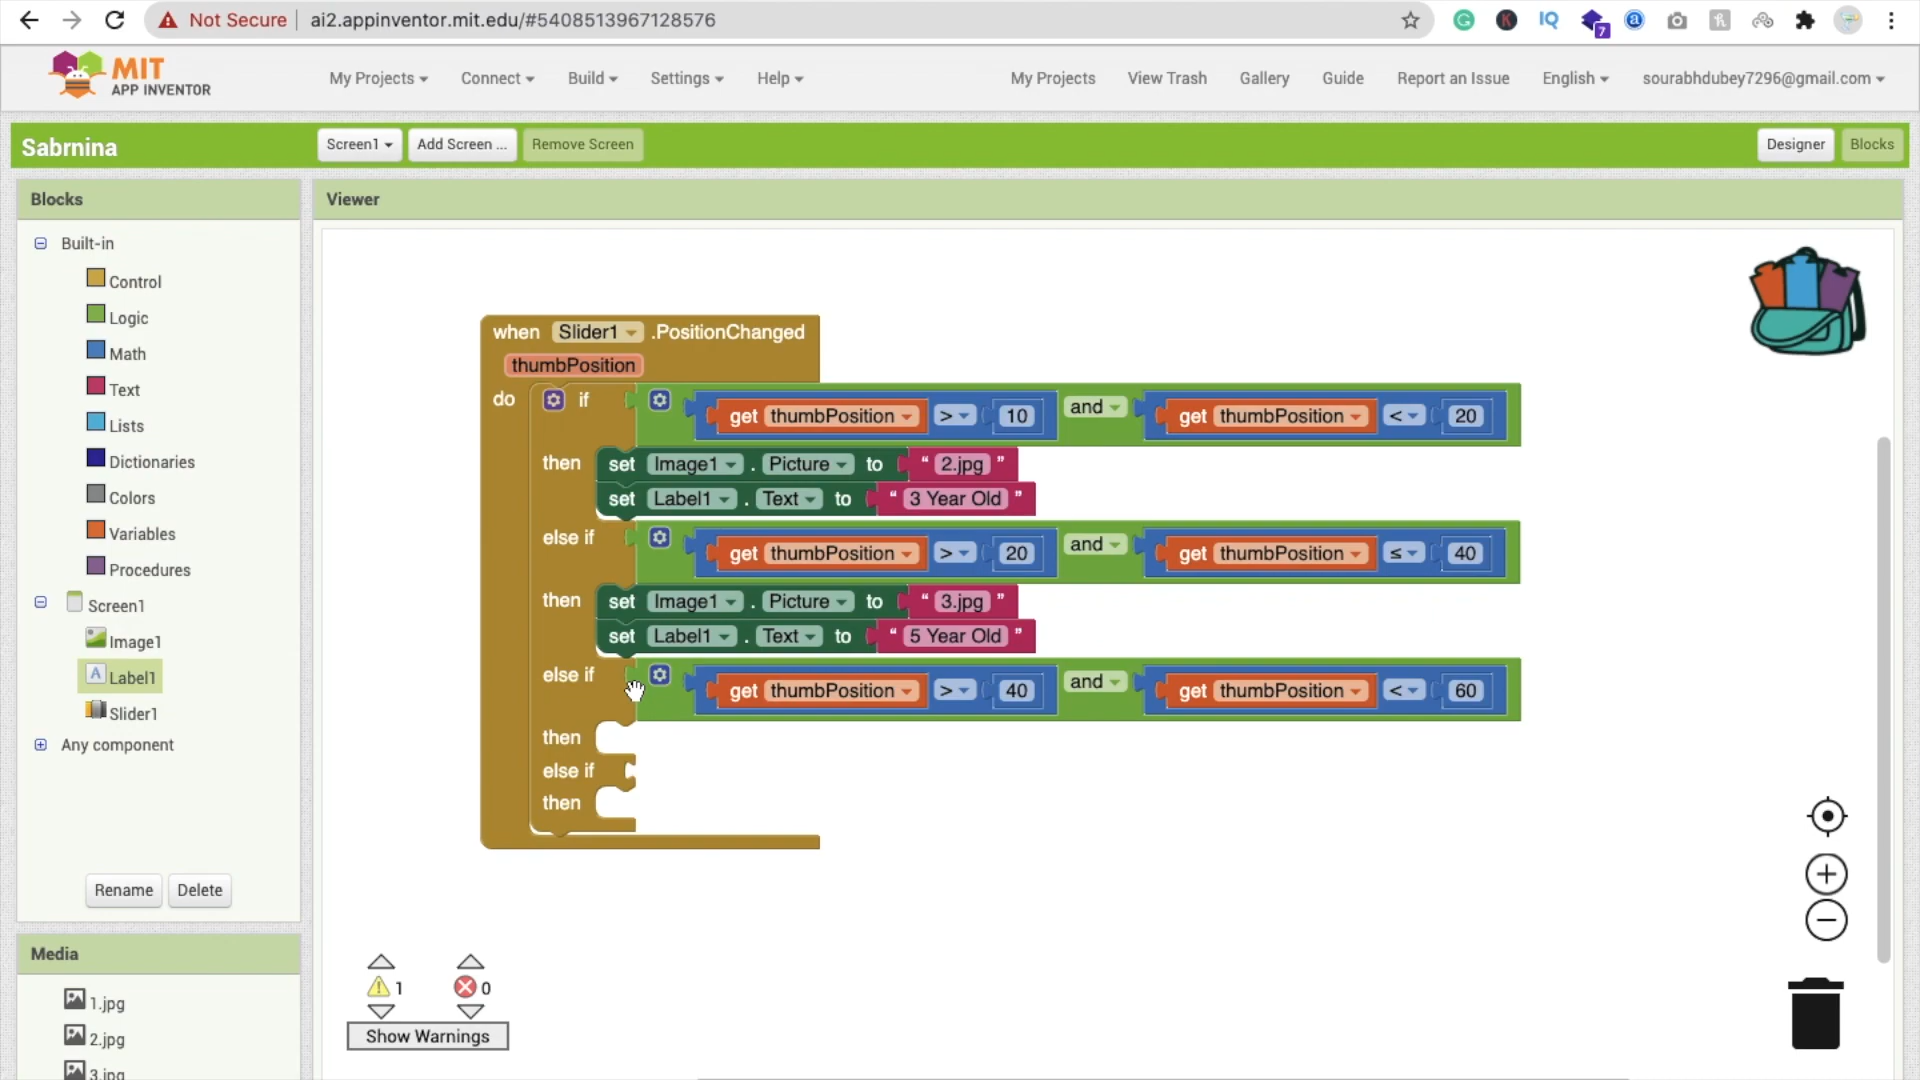 Not Secure ai2.appinventor.mit.edu/#5408513967128576
7
MIT
APP INVENTOR
My Projects Connect Build Settings Help My Projects View Trash Gallery Guide Report an Issue English sourabhdubey7296@gmail.com
Sabrnina Screen1 Add Screen ... Remove Screen Designer Blocks
Blocks
Viewer
Built-in
Control
Logic
Math
Text
Lists
Dictionaries
Colors
Variables
Procedures
Screen1
Image1
A Label1
Slider1
Any component
Rename Delete
Media
1.jpg
2.jpg
3.jpg
when Slider1 .PositionChanged
thumbPosition
do if get thumbPosition > 10 and get thumbPosition < 20
then set Image1 . Picture to " 2.jpg "
set Label1 . Text to " 3 Year Old "
else if get thumbPosition > 20 and get thumbPosition ≤ 40
then set Image1 . Picture to " 3.jpg "
set Label1 . Text to " 5 Year Old "
else if get thumbPosition > 40 and get thumbPosition < 60
then
else if
then
1 0
Show Warnings